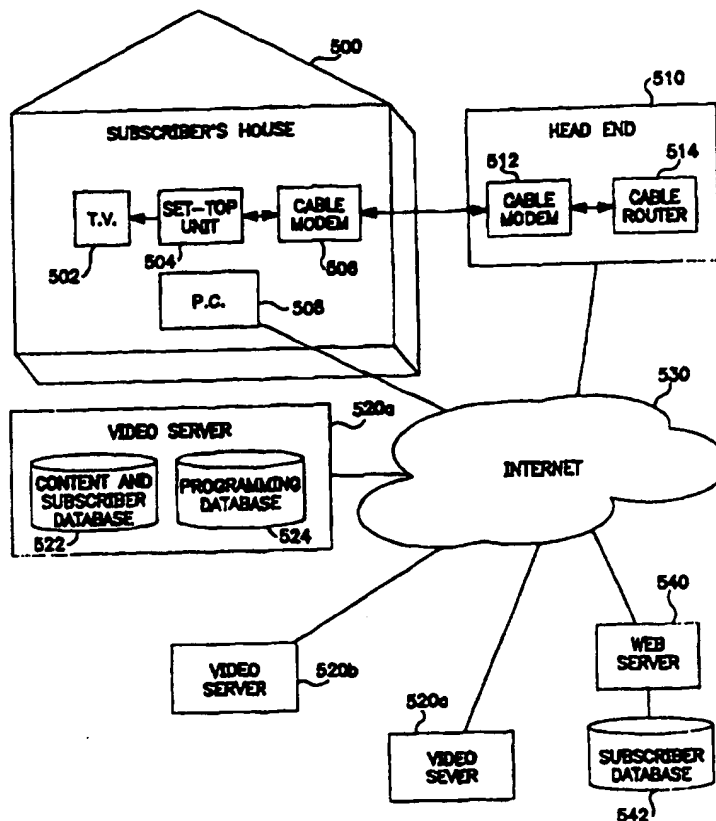 500
SUBSCRIBER'S HOUSE
T.V.
SET-TOP
UNIT
CABLE
MODEM
502
504
506
P.C.
508
510
HEAD END
512
514
CABLE
MODEM
CABLE
ROUTER
530
INTERNET
520a
VIDEO SERVER
CONTENT AND
SUBSCRIBER
DATABASE
PROGRAMMING
DATABASE
522
524
VIDEO
SERVER
520b
520c
VIDEO
SEVER
540
WEB
SERVER
SUBSCRIBER
DATABASE
542